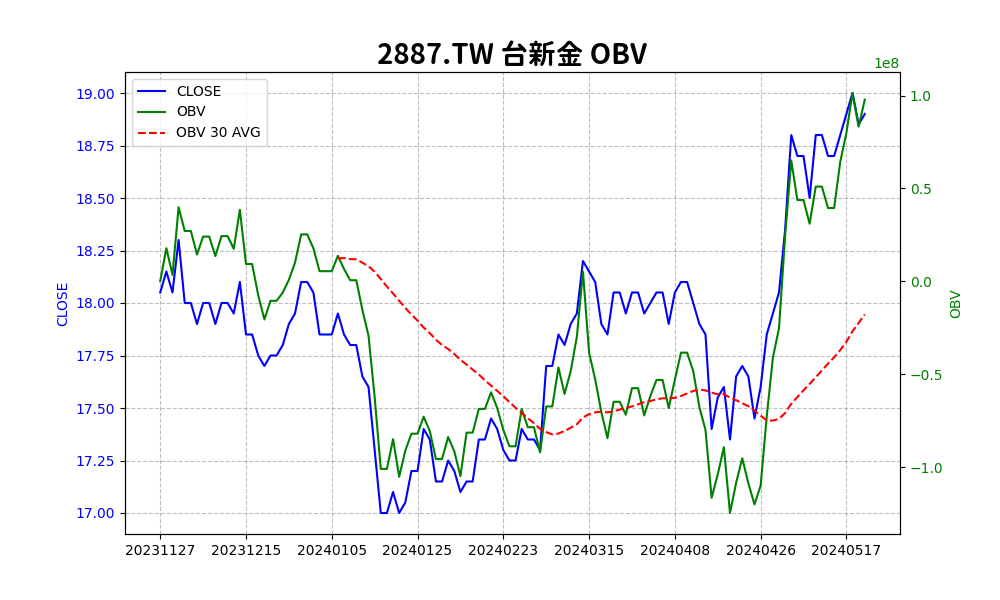 2887.TW 台新金 OBV
1e8
CLOSE
OBV
OBV 30 AVG
19.00
18.75
18.50
18.25
18.00
17.75
17.50
17.25
17.00
CLOSE
1.0
0.5
0.0
−0.5
−1.0
OBV
20231127 20231215 20240105 20240125 20240223 20240315 20240408 20240426 20240517